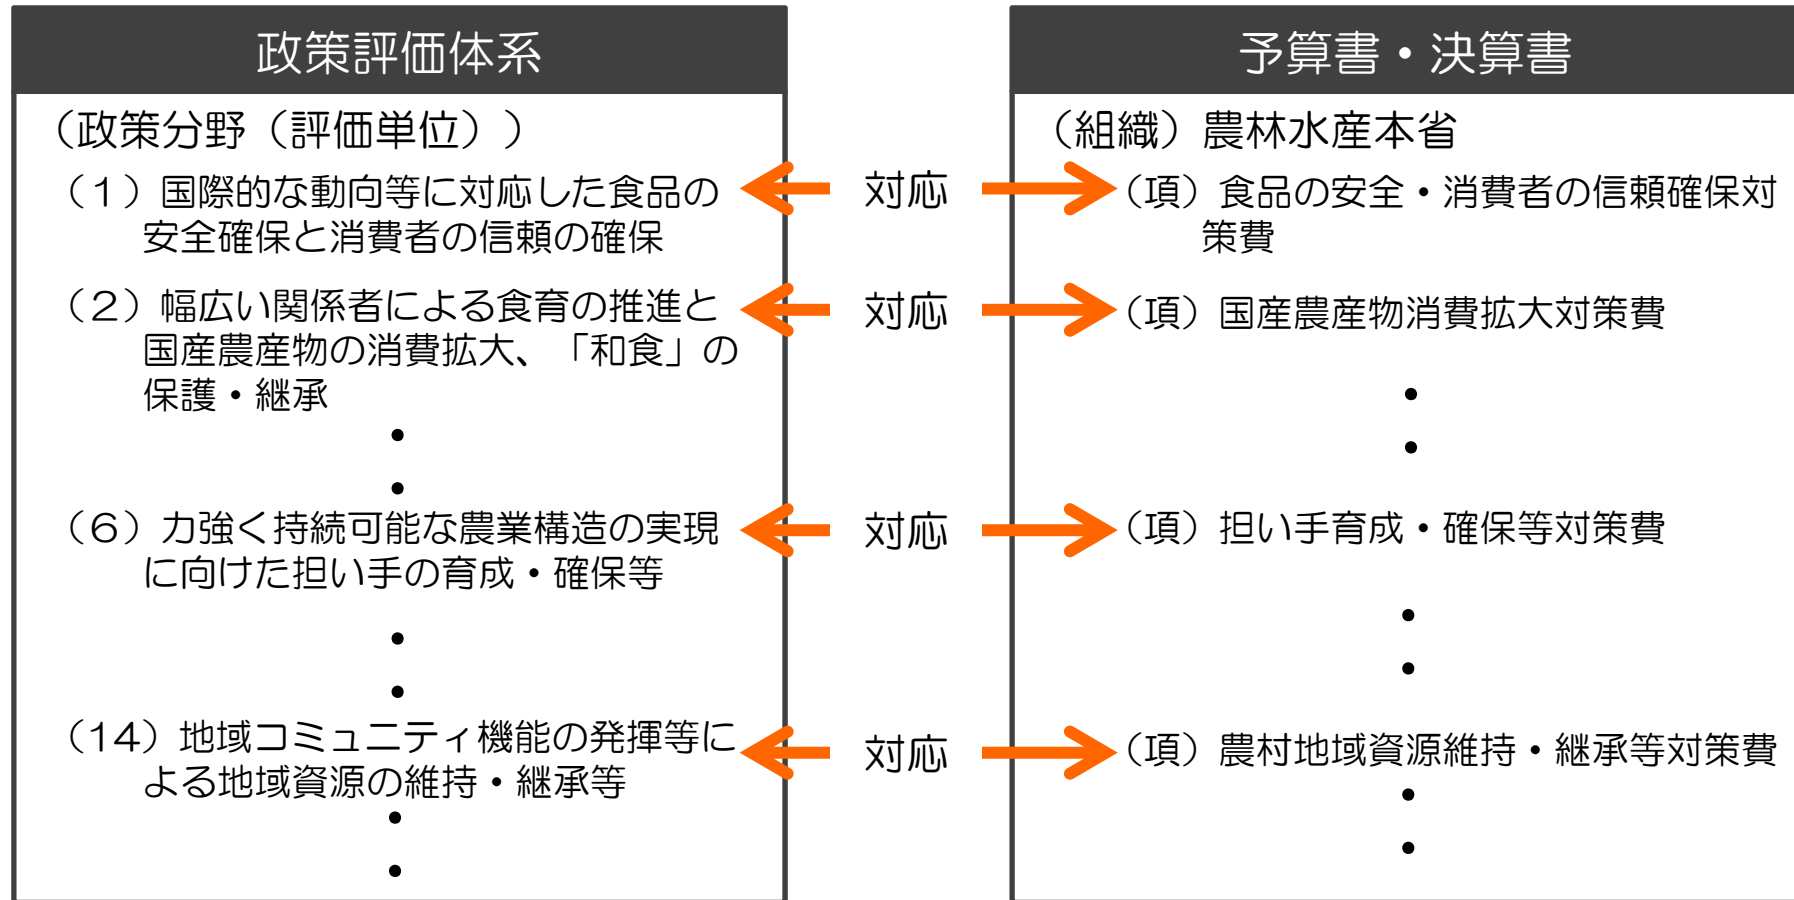 政策評価体系
(政策分野(評価単位))
(1)国際的な動向等に対応した食品の
安全確保と消費者の信頼の確保
(2)幅広い関係者による食育の推進と
国産農産物の消費拡大、「和食」の
保護・継承
・
・
(6)力強く持続可能な農業構造の実現
に向けた担い手の育成・確保等
・
・
(14)地域コミュニティ機能の発揮等に
よる地域資源の維持・継承等
・
・
対応
対応
対応
対応
予算書・決算書
(組織)農林水産本省
(項)食品の安全・消費者の信頼確保対
策費
(項)国産農産物消費拡大対策費
・
・
(項)担い手育成・確保等対策費
・
・
(項)農村地域資源維持・継承等対策費
・
・